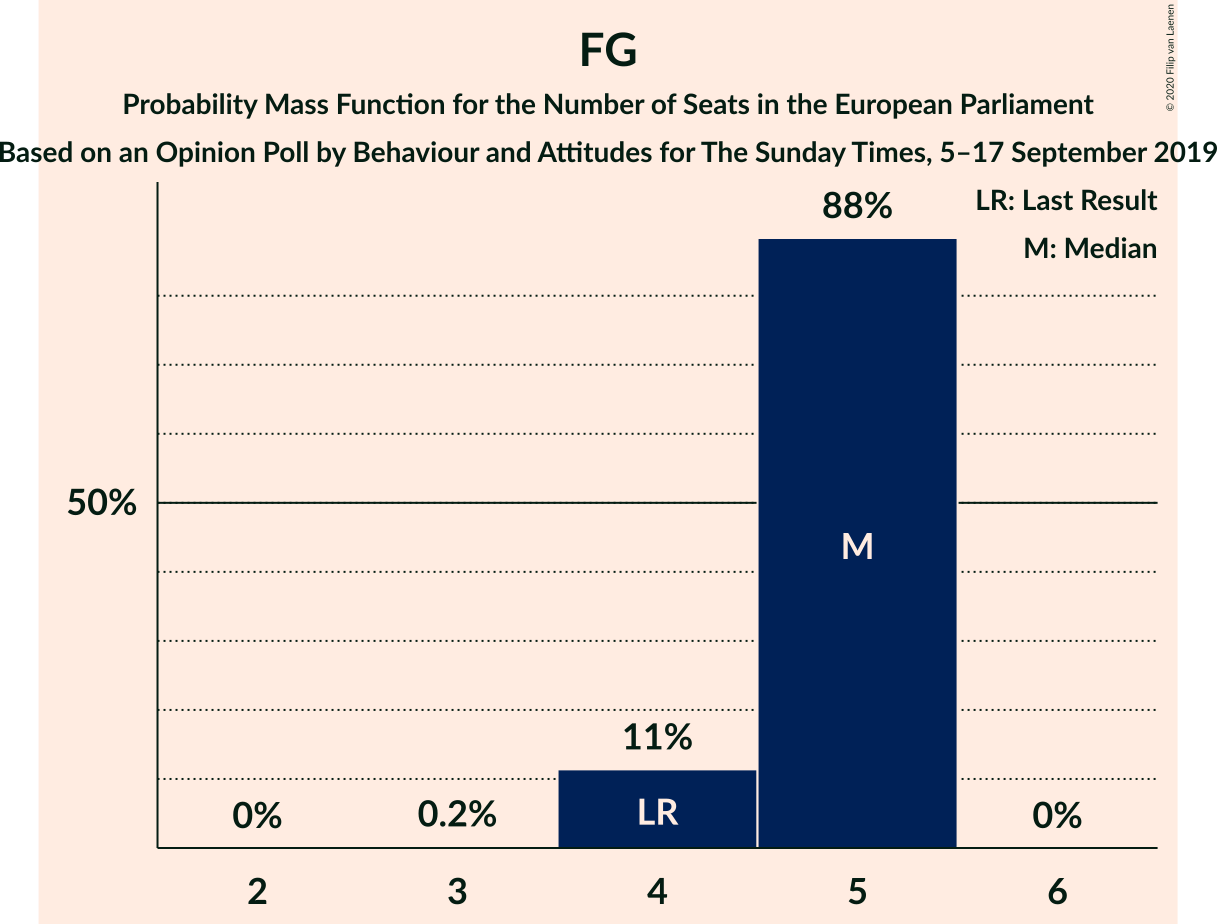 FG
© 2020 Filip van Laenen
Probability Mass Function for the Number of Seats in the European Parliament
Based on an Opinion Poll by Behaviour and Attitudes for The Sunday Times, 5–17 September 2019
LR: Last Result
M: Median
88%
50%
M
11%
LR
0%
0.2%
0%
2 3 4 5 6